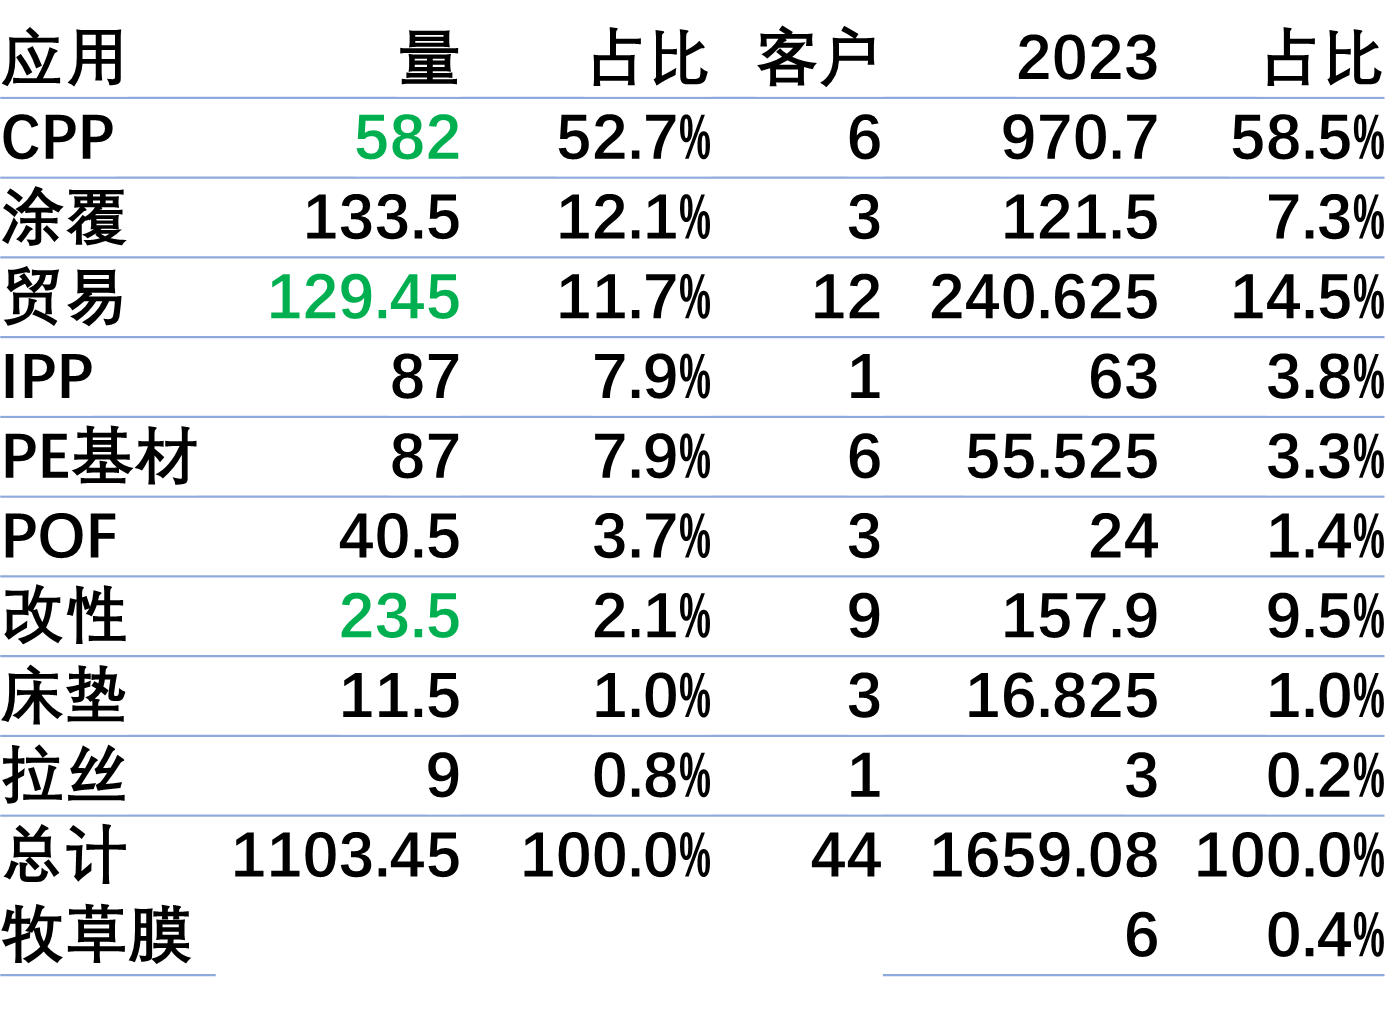 应用 量 占比 客户 2023 占比
CPP 582 52.7% 6 970.7 58.5%
涂覆 133.5 12.1% 3 121.5 7.3%
贸易 129.45 11.7% 12 240.625 14.5%
IPP 87 7.9% 1 63 3.8%
PE基材 87 7.9% 6 55.525 3.3%
POF 40.5 3.7% 3 24 1.4%
改性 23.5 2.1% 9 157.9 9.5%
床垫 11.5 1.0% 3 16.825 1.0%
拉丝 9 0.8% 1 3 0.2%
总计 1103.45 100.0% 44 1659.08 100.0%
牧草膜 6 0.4%